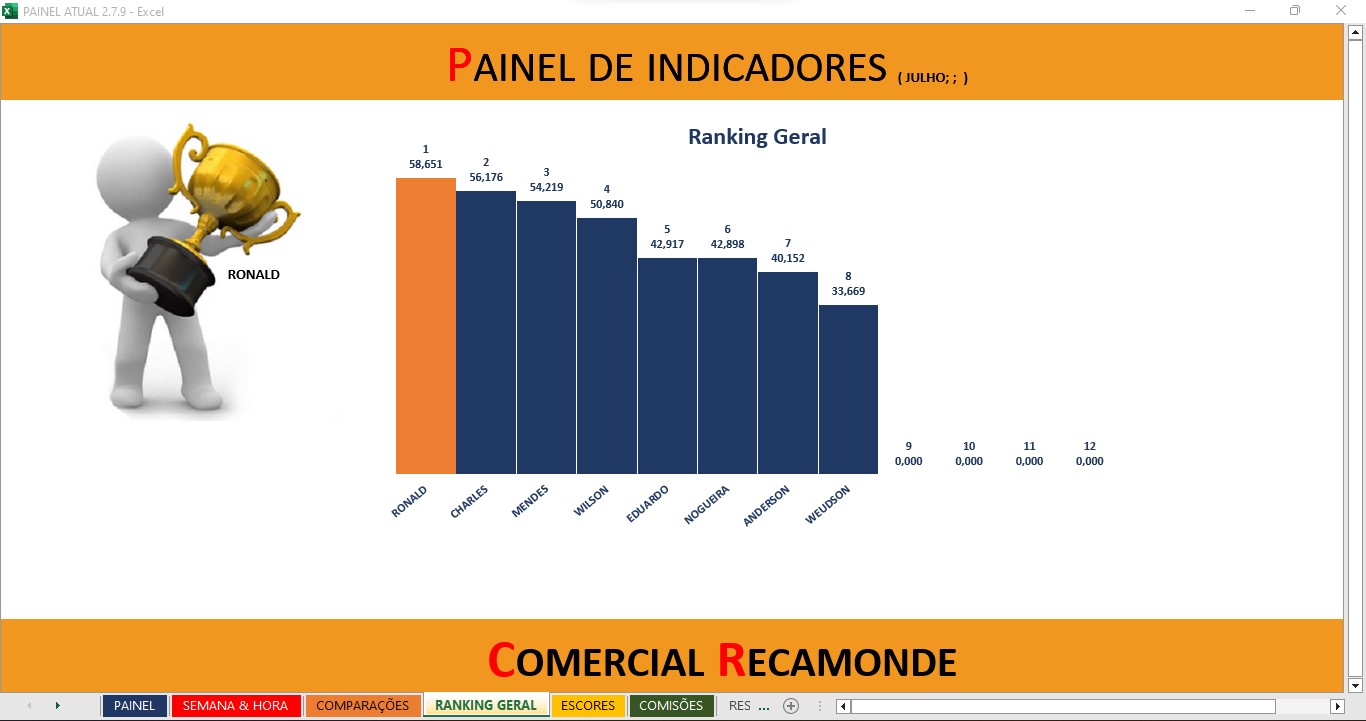 PAINEL ATUAL 2.7.9 - Excel
PAINEL DE INDICADORES ( JULHO; ; )
Ranking Geral
1
58,651
2
56,176
3
54,219
4
50,840
5
42,917
6
42,898
7
40,152
8
33,669
9
0,000
10
0,000
11
0,000
12
0,000
RONALD
RONALD
CHARLES
MENDES
WILSON
EDUARDO
NOGUEIRA
ANDERSON
WEUDSON
COMERCIAL RECAMONDE
PAINEL
SEMANA & HORA
COMPARAÇÕES
RANKING GERAL
ESCORES
COMISÕES
RES ...